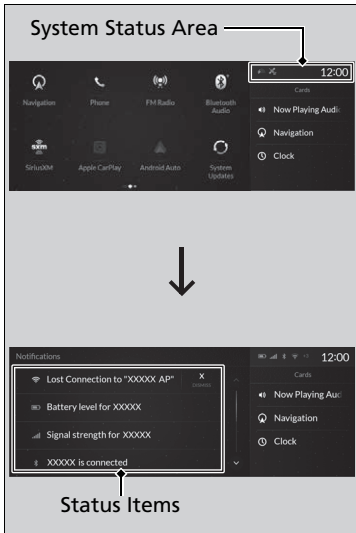 System Status Area
12:00
Navigation
Phone
FM Radio
Bluetooth
Audio
Cards
Now Playing Audi
Navigation
Clock
sxm
SiriusXM
Apple CarPlay
Android Auto
System
Updates
Notifications
12:00
Lost Connection to "XXXXX AP"
X
DISMISS
Cards
Battery level for XXXXX
Now Playing Aud
Navigation
Signal strength for XXXXX
Clock
XXXXX is connected
Status Items